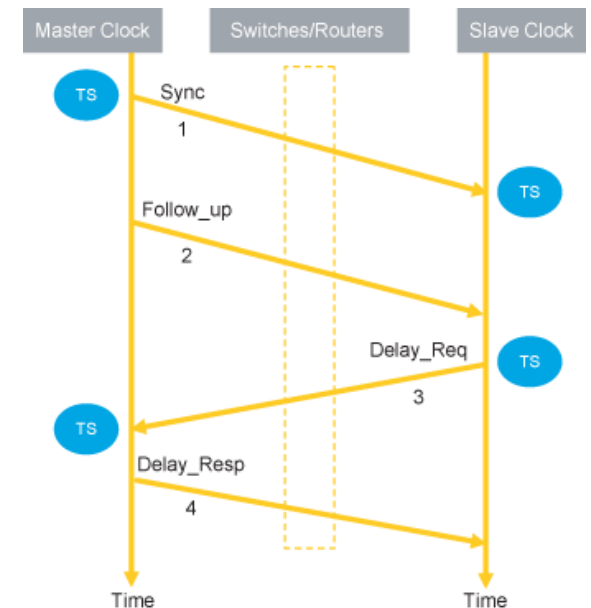 Master Clock
Switches/Routers
Slave Clock
TS
Sync
1
TS
Follow_up
2
Delay_Req
TS
3
TS
Delay_Resp
4
Time
Time